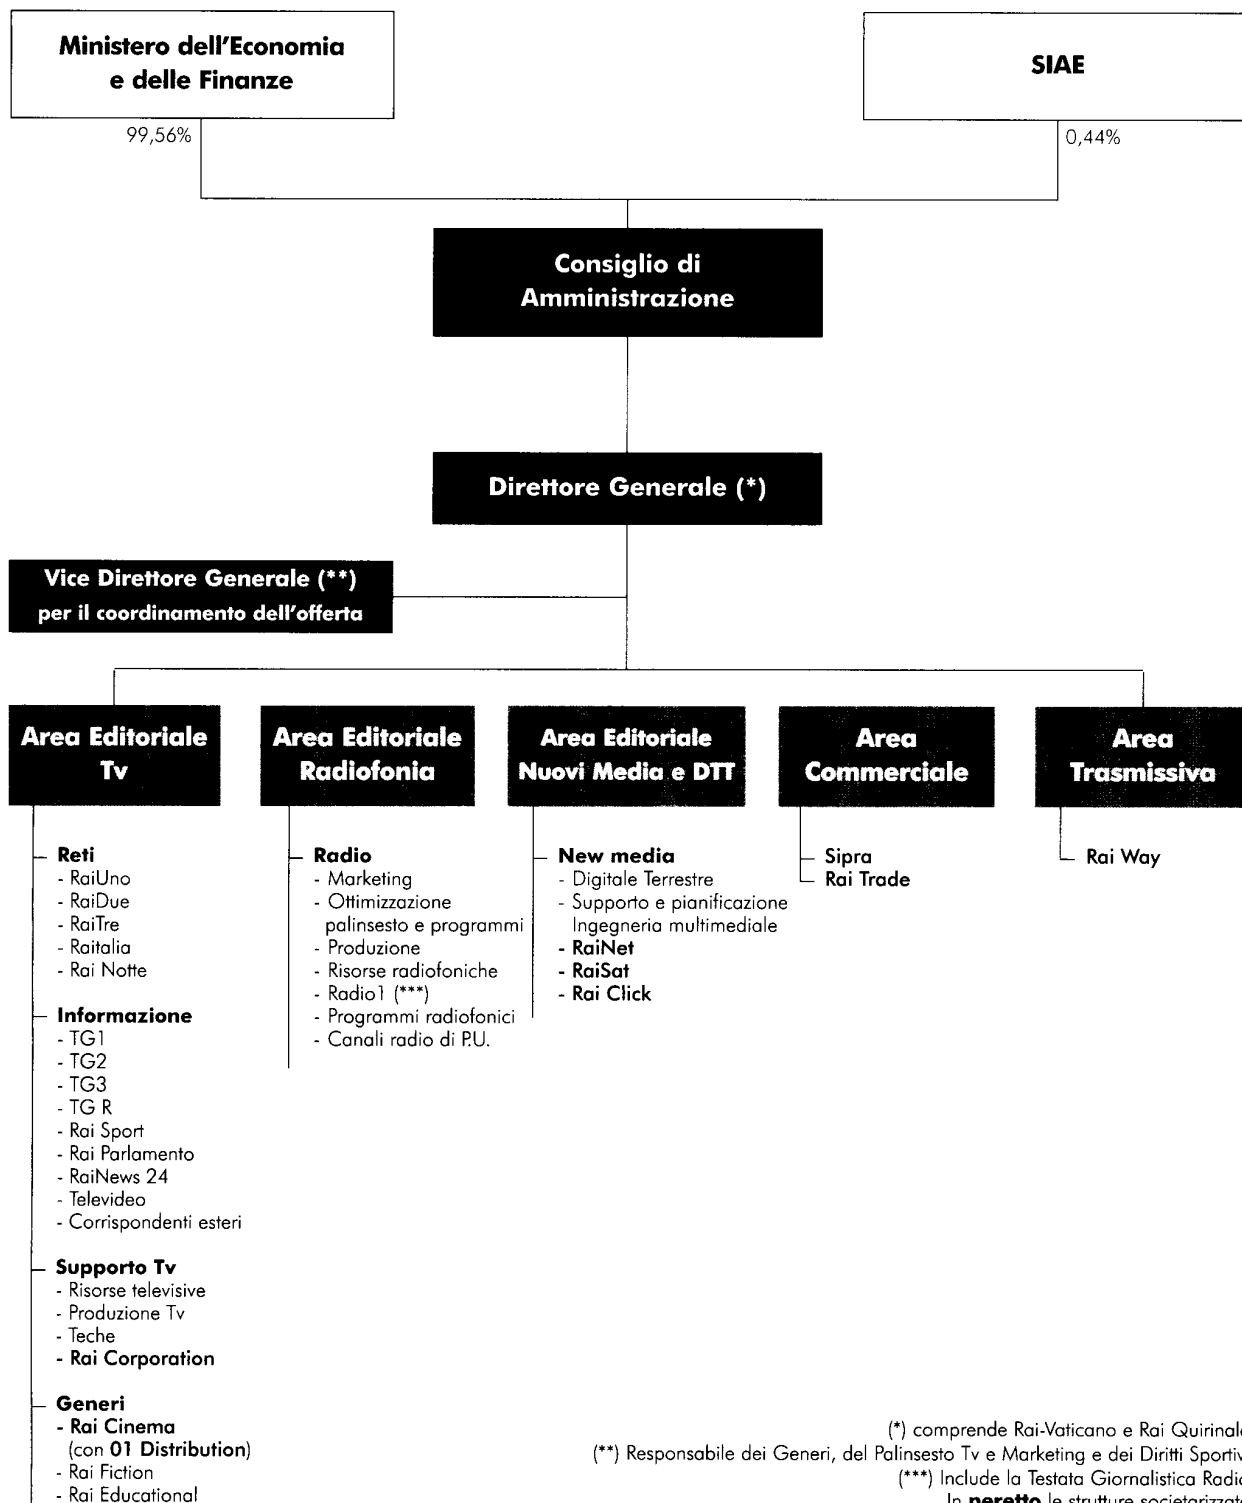 Ministero dell'Economia
e delle Finanze
SIAE
99,56%
0,44%
Consiglio di
Amministrazione
Direttore Generale (*)
Vice Direttore Generale (**)
per il coordinamento dell'offerta
Area Editoriale
Tv
Area Editoriale
Radiofonia
Area Editoriale
Nuovi Media e DTT
Area
Commerciale
Area
Trasmissiva
Reti
- RaiUno
- RaiDue
- RaiTre
- Raitalia
- Rai Notte
Informazione
- TG1
- TG2
- TG3
- TG R
- Rai Sport
- Rai Parlamento
- RaiNews 24
- Televideo
- Corrispondenti esteri
Supporto Tv
- Risorse televisive
- Produzione Tv
- Teche
- Rai Corporation
Generi
- Rai Cinema
(con 01 Distribution)
- Rai Fiction
- Rai Educational
Radio
- Marketing
- Ottimizzazione
palinsesto e programmi
- Produzione
- Risorse radiofoniche
- Radio1 (***)
- Programmi radiofonici
- Canali radio di P.U.
New media
- Digitale Terrestre
- Supporto e pianificazione
Ingegneria multimediale
- RaiNet
- RaiSat
- Rai Click
Sipra
Rai Trade
Rai Way
(*) comprende Rai-Vaticano e Rai Quirinale
(**) Responsabile dei Generi, del Palinsesto Tv e Marketing e dei Diritti Sportivi
(***) Include la Testata Giornalistica Radio
In neretto le strutture societarizzate